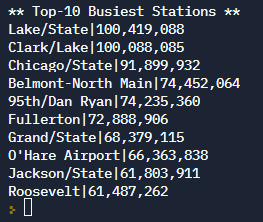 ** Top-10 Busiest Stations **
Lake/State|100,419,088
Clark/Lake|100,088,085
Chicago/State|91,899,932
Belmont-North Main|74,452,064
95th/Dan Ryan|74,235,360
Fullerton|72,888,906
Grand/State|68,379,115
O'Hare Airport|66,363,838
Jackson/State|61,803,911
Roosevelt|61,487,262
>